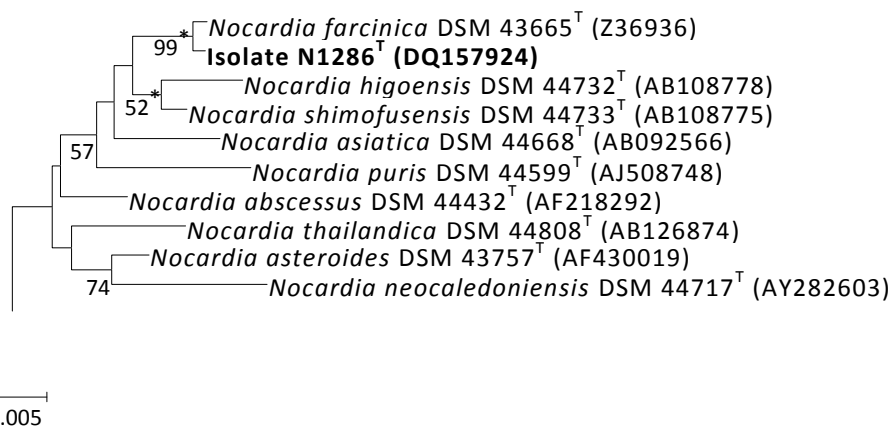 Nocardia farcinica DSM 43665ᵀ (Z36936)
*
99
Isolate N1286ᵀ (DQ157924)
Nocardia higoensis DSM 44732ᵀ (AB108778)
*
52
Nocardia shimofusensis DSM 44733ᵀ (AB108775)
Nocardia asiatica DSM 44668ᵀ (AB092566)
57
Nocardia puris DSM 44599ᵀ (AJ508748)
Nocardia abscessus DSM 44432ᵀ (AF218292)
Nocardia thailandica DSM 44808ᵀ (AB126874)
Nocardia asteroides DSM 43757ᵀ (AF430019)
74
Nocardia neocaledoniensis DSM 44717ᵀ (AY282603)
.005